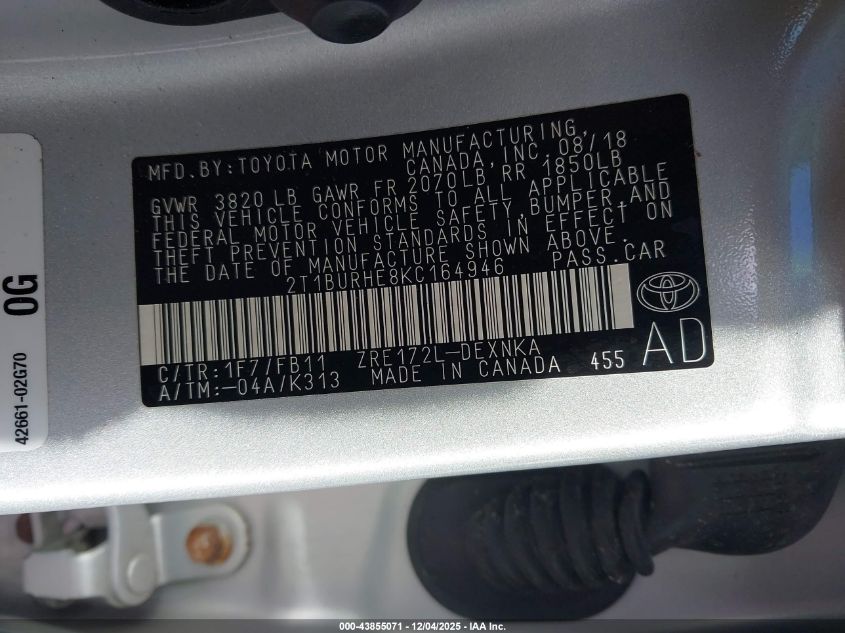 MFD.BY:TOYOTA MOTOR MANUFACTURING,
CANADA,INC. 08/18
GVWR 3820 LB GAWR FR 2070LB RR 1850LB
THIS VEHICLE CONFORMS TO ALL APPLICABLE
FEDERAL MOTOR VEHICLE SAFETY,BUMPER,AND
THEFT PREVENTION STANDARDS IN EFFECT ON
THE DATE OF MANUFACTURE SHOWN ABOVE.
2T1BURHE8KC164946 PASS.CAR
C/TR:1F7/FB11 ZRE172L-DEXNKA
A/TM:-04A/K313 MADE IN CANADA 455 AD
0G
42661-02G70
000-43855071 - 12/04/2025 - IAA Inc.